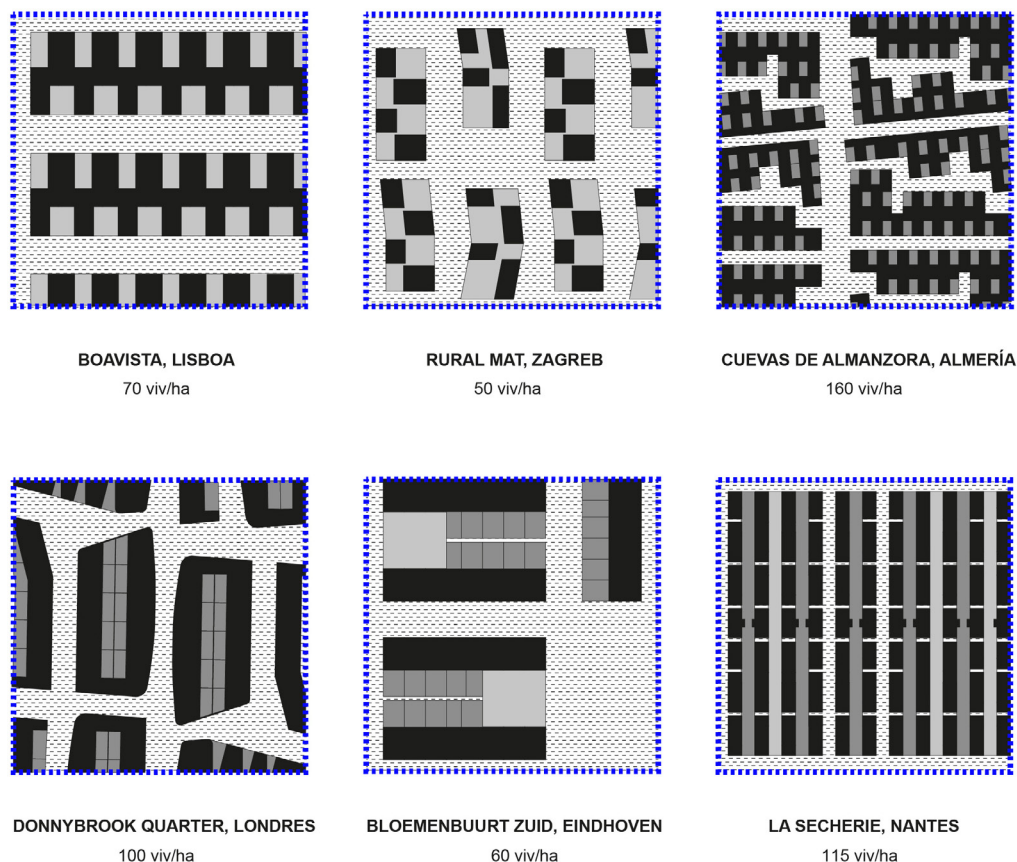 BOAVISTA, LISBOA
70 viv/ha
RURAL MAT, ZAGREB
50 viv/ha
CUEVAS DE ALMANZORA, ALMERÍA
160 viv/ha
DONNYBROOK QUARTER, LONDRES
100 viv/ha
BLOEMENBUURT ZUID, EINDHOVEN
60 viv/ha
LA SECHERIE, NANTES
115 viv/ha